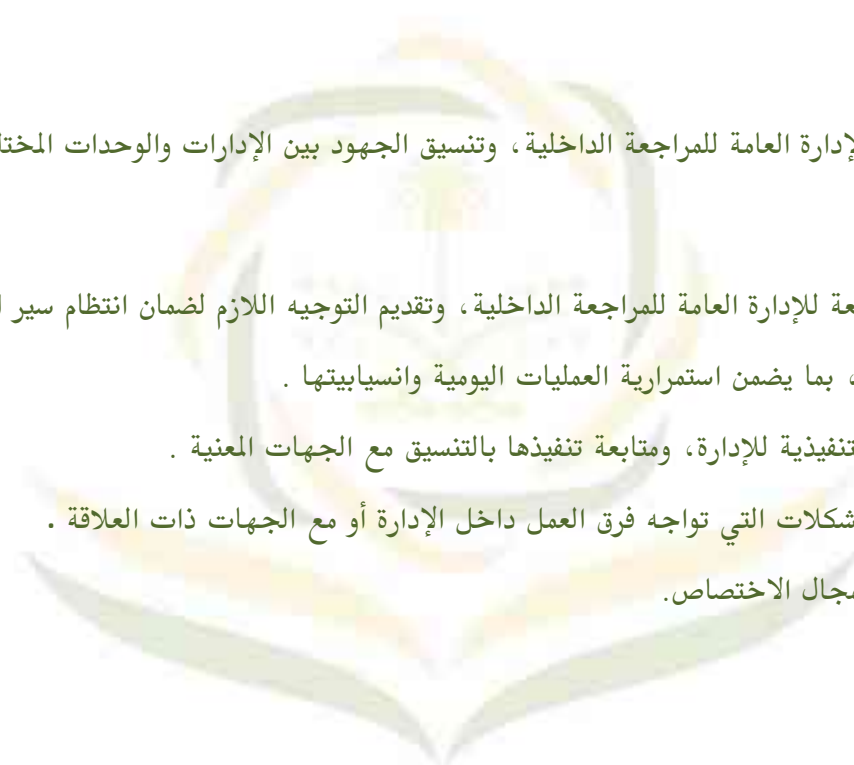 لإدارة العامة للمراجعة الداخلية، وتنسيق الجهود بين الإدارات والوحدات
عة للإدارة العامة للمراجعة الداخلية، وتقديم التوجيه اللازم لضمان انتظام سير
، بما يضمن استمرارية العمليات اليومية وانسيابيتها .
تنفيذية للإدارة، ومتابعة تنفيذها بالتنسيق مع الجهات المعنية .
شكلات التي تواجه فرق العمل داخل الإدارة أو مع الجهات ذات العلاقة .
مجال الاختصاص.